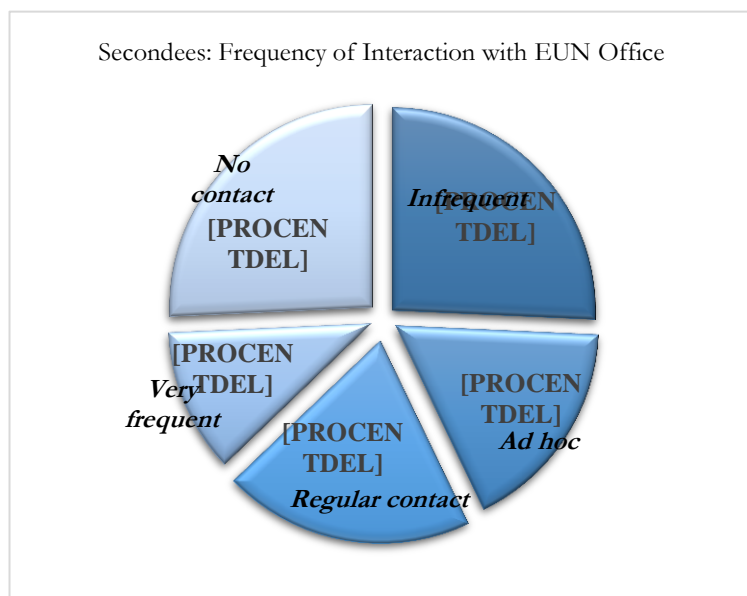 Secondees: Frequency of Interaction with EUN Office
No
contact
[PROCEN
TDEL]
Infrequent
[PROCEN
TDEL]
[PROCEN
TDEL]
Very
frequent
[PROCEN
TDEL]
Ad hoc
[PROCEN
TDEL]
Regular contact